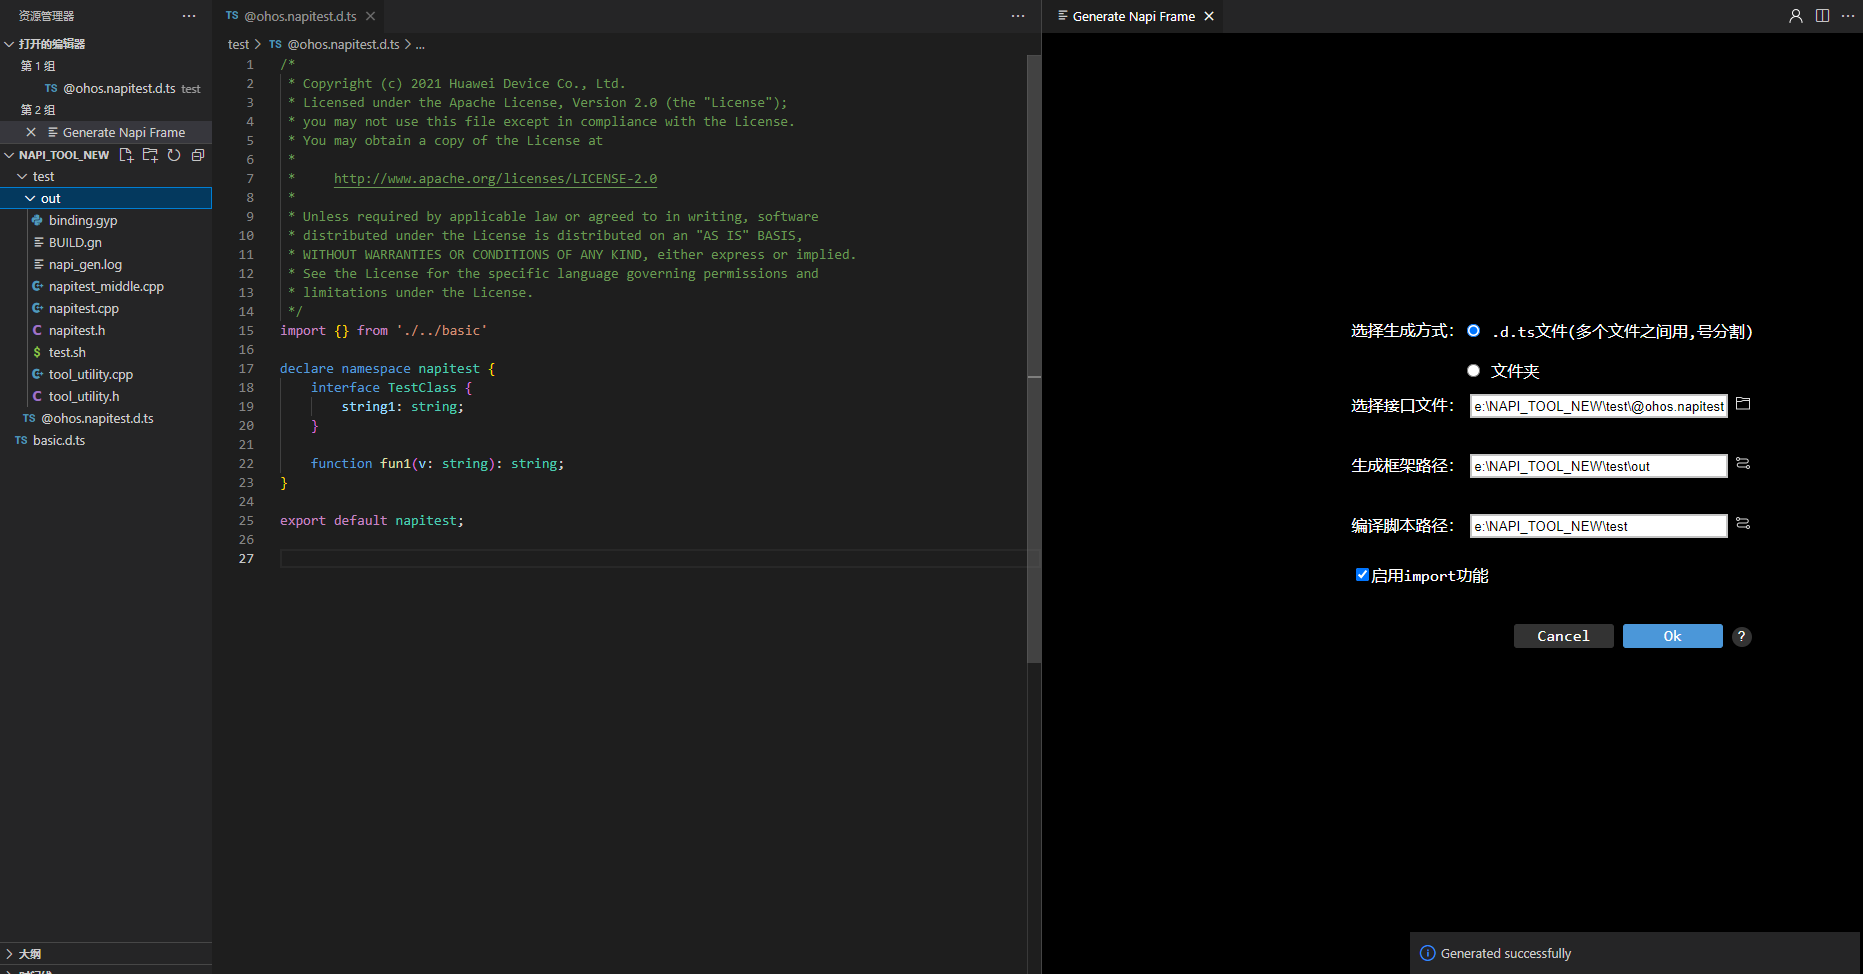 资源管理器
打开的编辑器
第 1 组
TS @ohos.napitest.d.ts test
第 2 组
Generate Napi Frame
NAPI_TOOL_NEW
test
out
binding.gyp
BUILD.gn
napi_gen.log
napitest_middle.cpp
napitest.cpp
napitest.h
test.sh
tool_utility.cpp
tool_utility.h
TS @ohos.napitest.d.ts
TS basic.d.ts
大纲
TS @ohos.napitest.d.ts
test > TS @ohos.napitest.d.ts > ...
1 /*
2 * Copyright (c) 2021 Huawei Device Co., Ltd.
3 * Licensed under the Apache License, Version 2.0 (the "License");
4 * you may not use this file except in compliance with the License.
5 * You may obtain a copy of the License at
6 *
7 * http://www.apache.org/licenses/LICENSE-2.0
8 *
9 * Unless required by applicable law or agreed to in writing, software
10 * distributed under the License is distributed on an "AS IS" BASIS,
11 * WITHOUT WARRANTIES OR CONDITIONS OF ANY KIND, either express or implied.
12 * See the License for the specific language governing permissions and
13 * limitations under the License.
14 */
15 import {} from './../basic'
16
17 declare namespace napitest {
18 interface TestClass {
19 string1: string;
20 }
21
22 function fun1(v: string): string;
23 }
24
25 export default napitest;
26
27
Generate Napi Frame
选择生成方式: .d.ts文件(多个文件之间用,号分割)
文件夹
选择接口文件: e:\NAPI_TOOL_NEW\test\@ohos.napitest
生成框架路径: e:\NAPI_TOOL_NEW\test\out
编译脚本路径: e:\NAPI_TOOL_NEW\test
启用import功能
Cancel Ok ?
Generated successfully